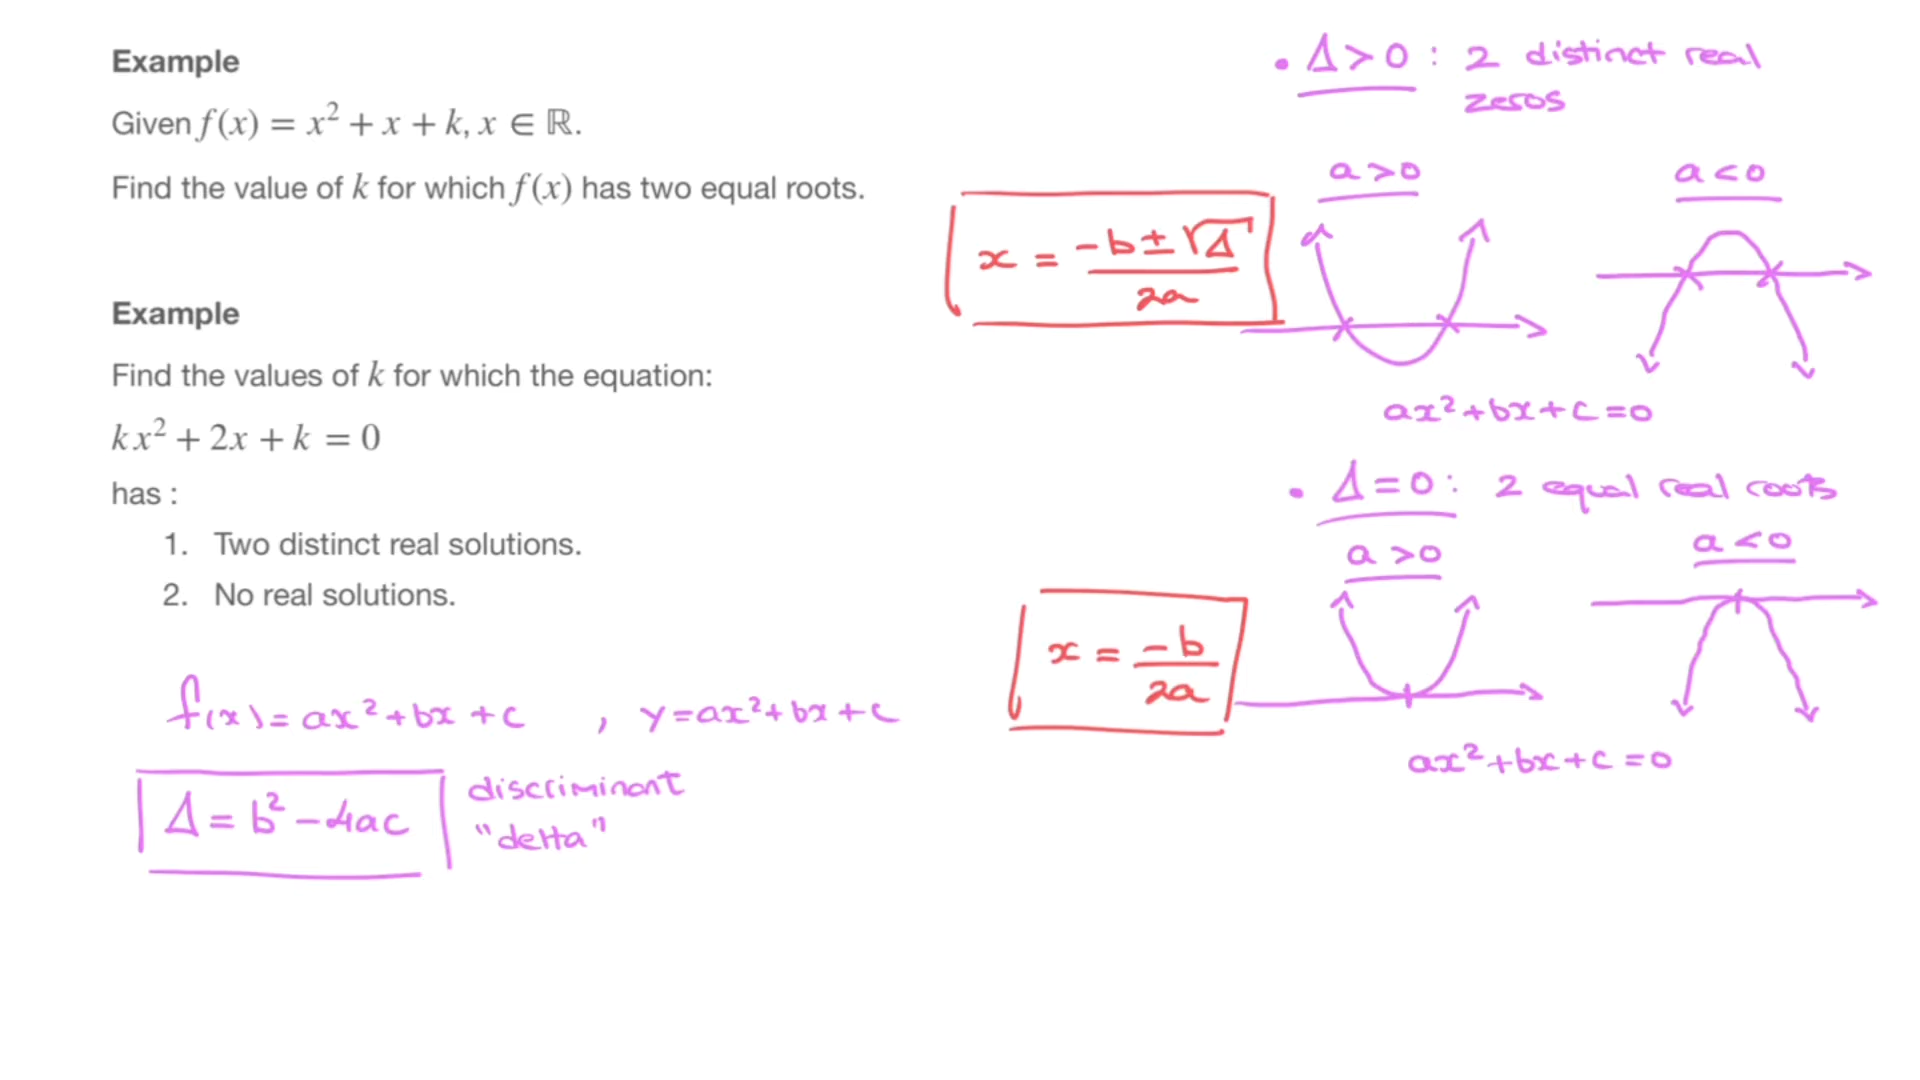 Example
Given f(x) = x² + x + k, x ∈ ℝ.
Find the value of k for which f(x) has two equal roots.
Example
Find the values of k for which the equation:
kx² + 2x + k = 0
has :
1. Two distinct real solutions.
2. No real solutions.
f(x) = ax² + bx + c , y = ax² + bx + c
Δ = b² − 4ac
discriminant
"delta"
• Δ > 0 : 2 distinct real
zeros
a > 0
a < 0
x = (−b ± √Δ) / 2a
ax² + bx + c = 0
• Δ = 0 : 2 equal real roots
a > 0
a < 0
x = −b / 2a
ax² + bx + c = 0